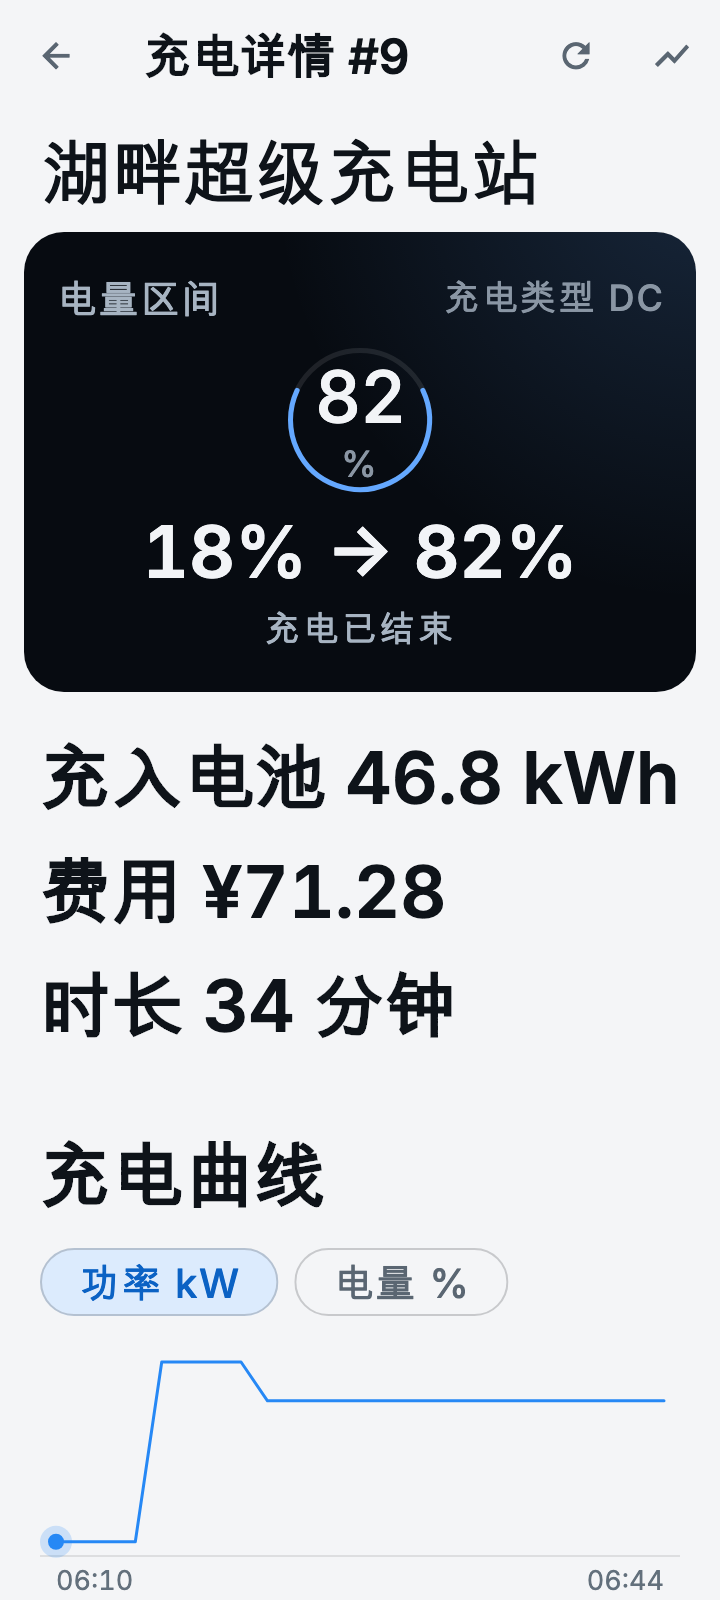 充电详情 #9
湖畔超级充电站
电量区间
充电类型 DC
82
%
18% → 82%
充电已结束
充入电池 46.8 kWh
费用 ¥71.28
时长 34 分钟
充电曲线
功率 kW
电量 %
06:10
06:44